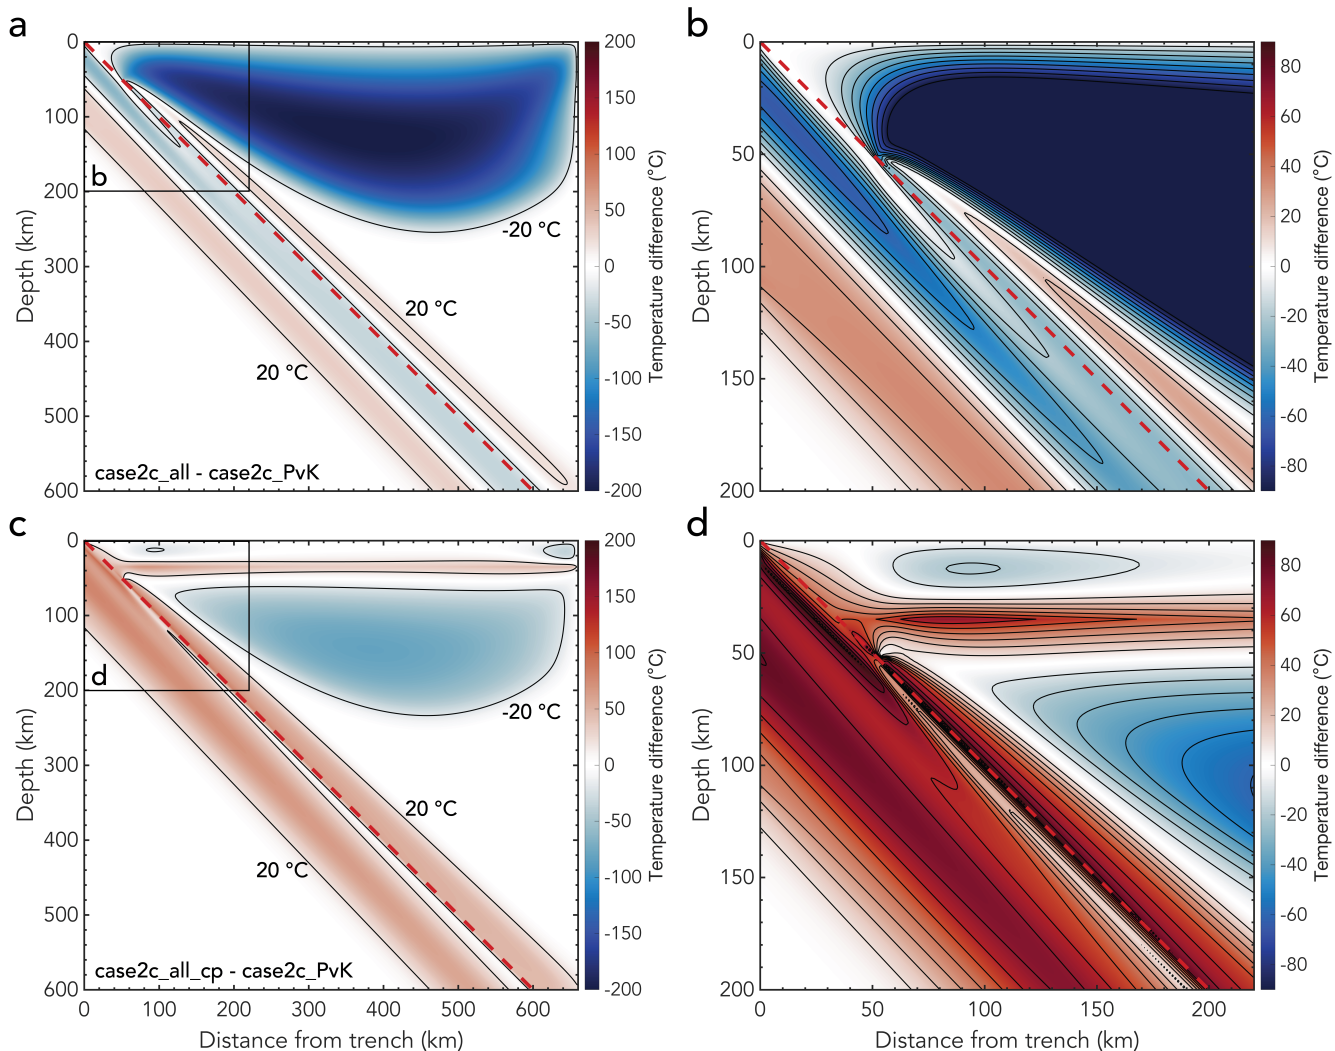 a
0
100
200
300
400
500
600
Depth (km)
b
-20 °C
20 °C
20 °C
case2c_all - case2c_PvK
200
150
100
50
0
-50
-100
-150
-200
Temperature difference (°C)
b
0
50
100
150
200
Depth (km)
80
60
40
20
0
-20
-40
-60
-80
Temperature difference (°C)
c
0
100
200
300
400
500
600
Depth (km)
d
-20 °C
20 °C
20 °C
case2c_all_cp - case2c_PvK
0 100 200 300 400 500 600
Distance from trench (km)
200
150
100
50
0
-50
-100
-150
-200
Temperature difference (°C)
d
0
50
100
150
200
Depth (km)
0 50 100 150 200
Distance from trench (km)
80
60
40
20
0
-20
-40
-60
-80
Temperature difference (°C)